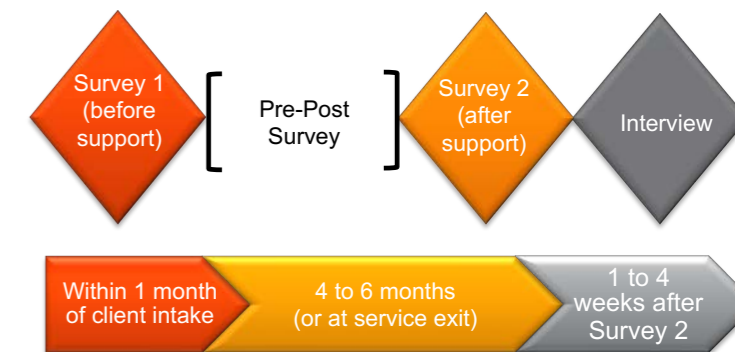 Survey 1
(before
support)
Pre-Post
Survey
Survey 2
(after
support)
Interview
Within 1 month
of client intake
4 to 6 months
(or at service exit)
1 to 4
weeks after
Survey 2